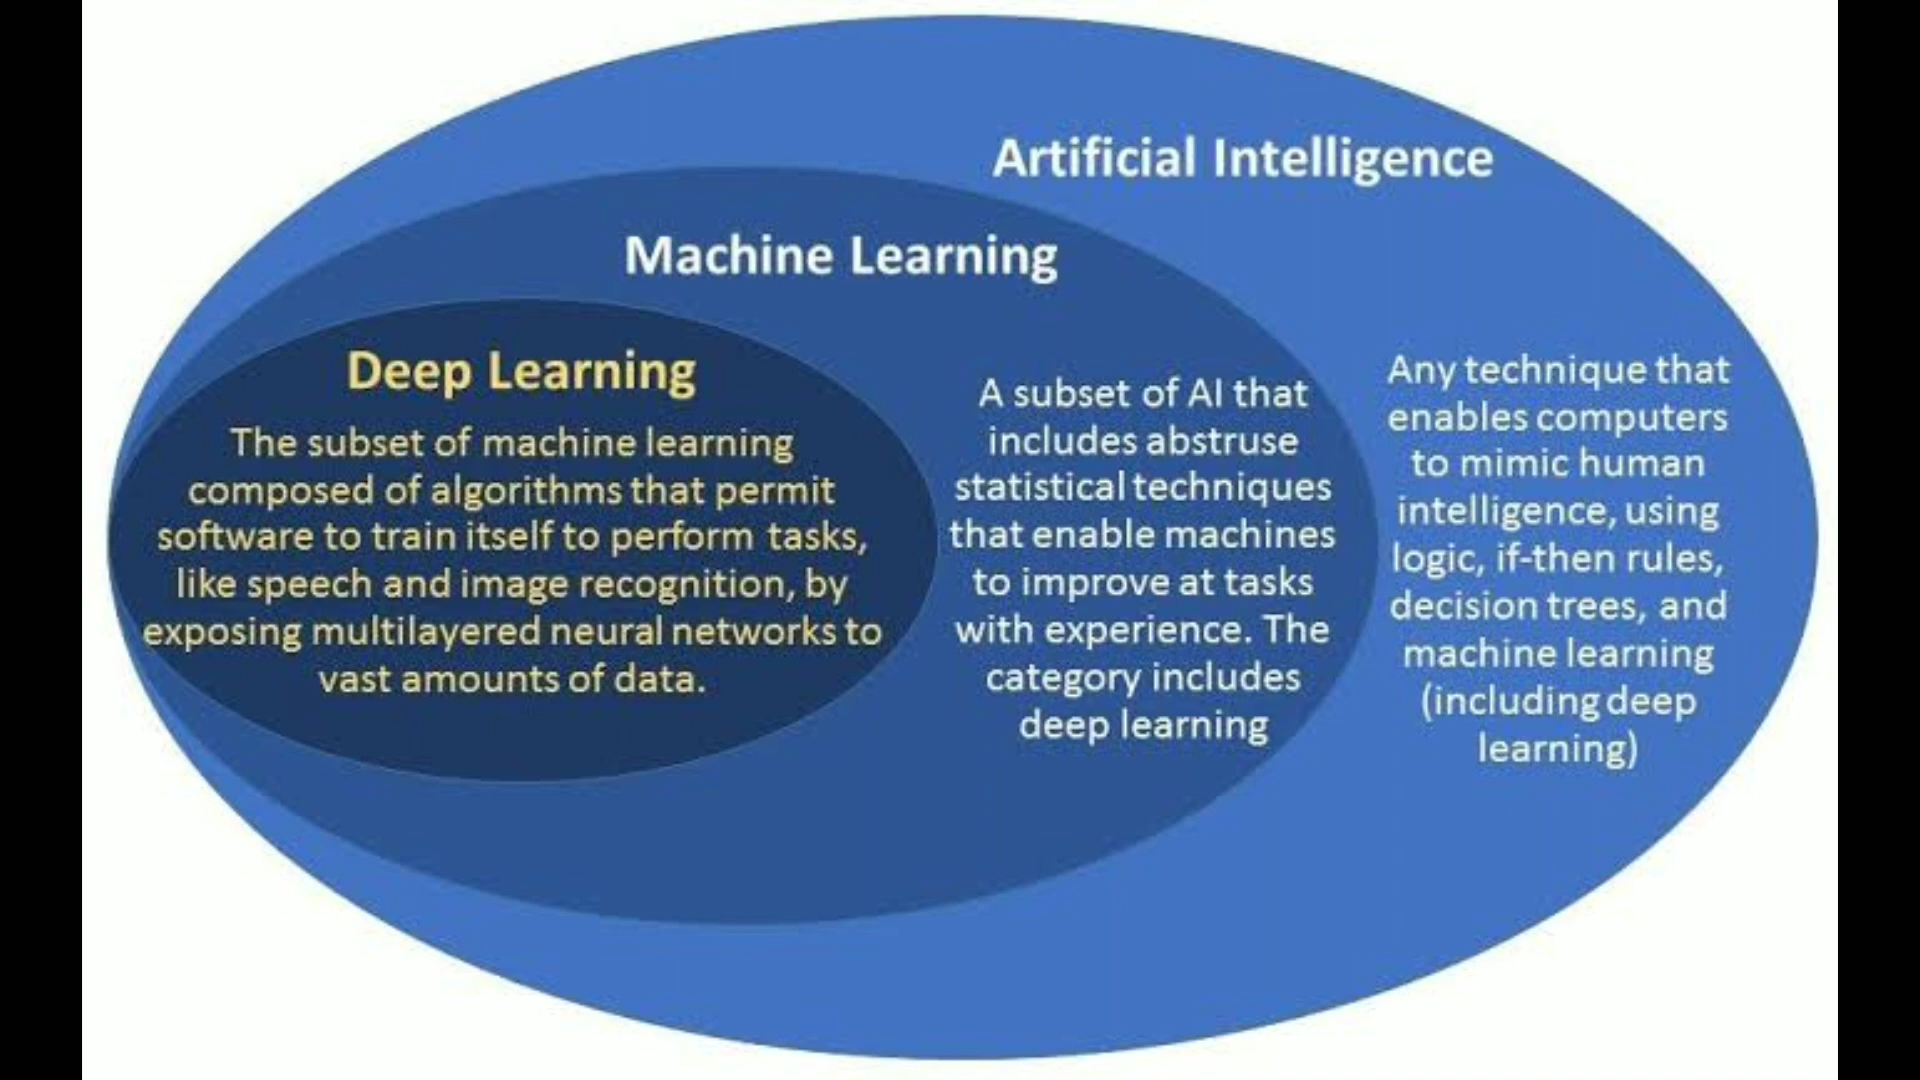 Artificial Intelligence
Machine Learning
Deep Learning
The subset of machine learning
composed of algorithms that permit
software to train itself to perform tasks,
like speech and image recognition, by
exposing multilayered neural networks to
vast amounts of data.
A subset of AI that
includes abstruse
statistical techniques
that enable machines
to improve at tasks
with experience. The
category includes
deep learning
Any technique that
enables computers
to mimic human
intelligence, using
logic, if-then rules,
decision trees, and
machine learning
(including deep
learning)